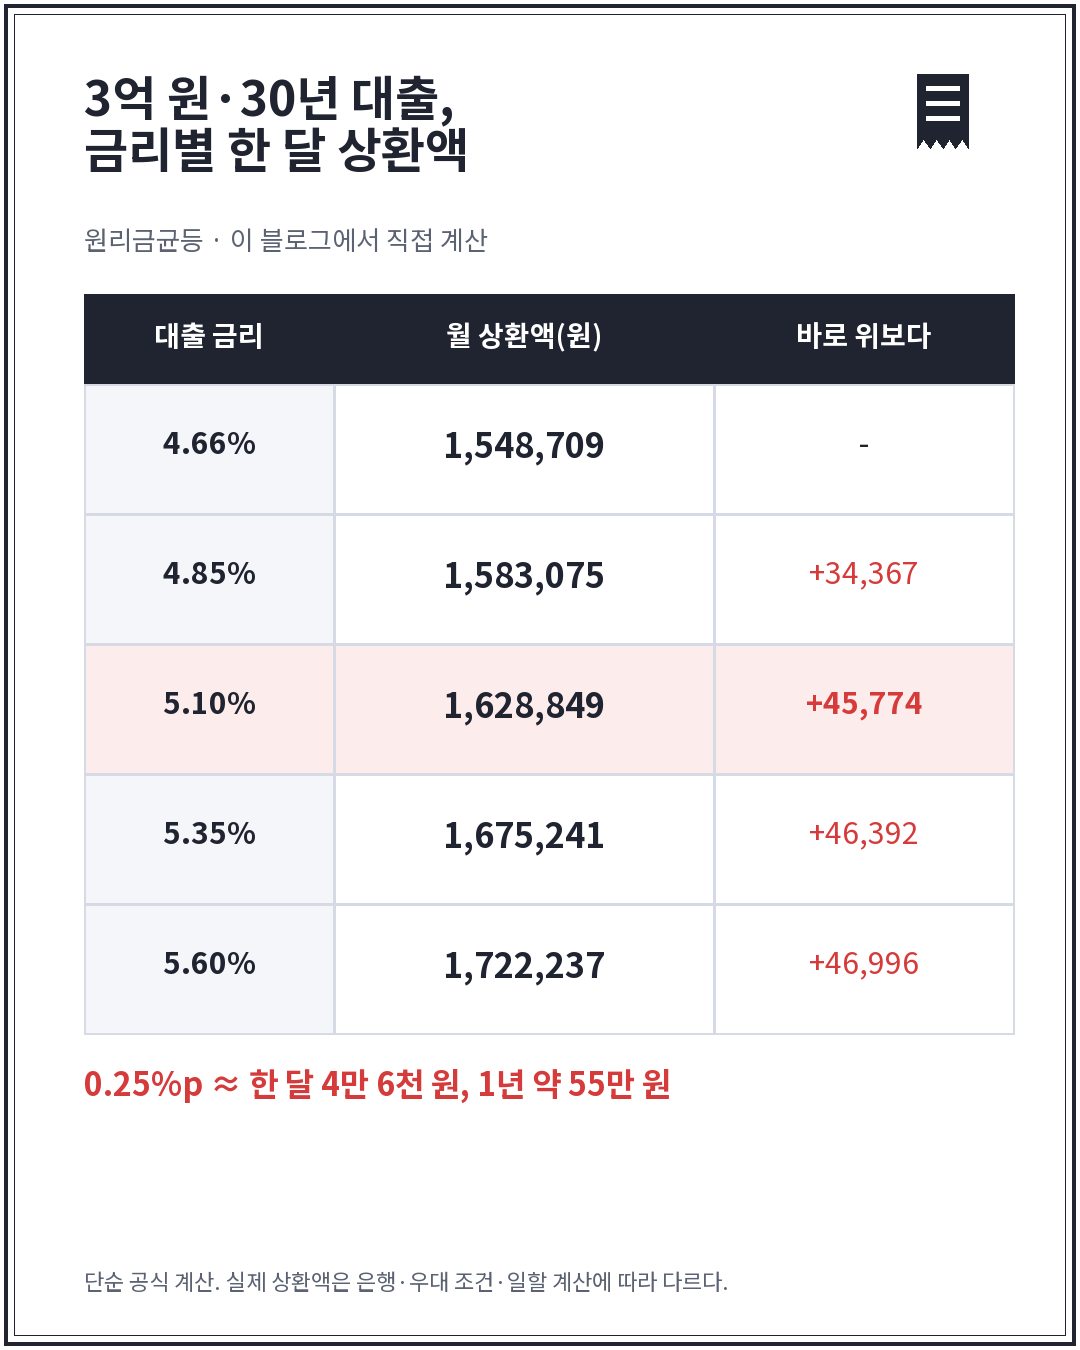 3억 원·30년 대출,
금리별 한 달 상환액
원리금균등 · 이 블로그에서 직접 계산
대출 금리 월 상환액(원) 바로 위보다
4.66% 1,548,709 -
4.85% 1,583,075 +34,367
5.10% 1,628,849 +45,774
5.35% 1,675,241 +46,392
5.60% 1,722,237 +46,996
0.25%p ≈ 한 달 4만 6천 원, 1년 약 55만 원
단순 공식 계산. 실제 상환액은 은행·우대 조건·일할 계산에 따라 다르다.